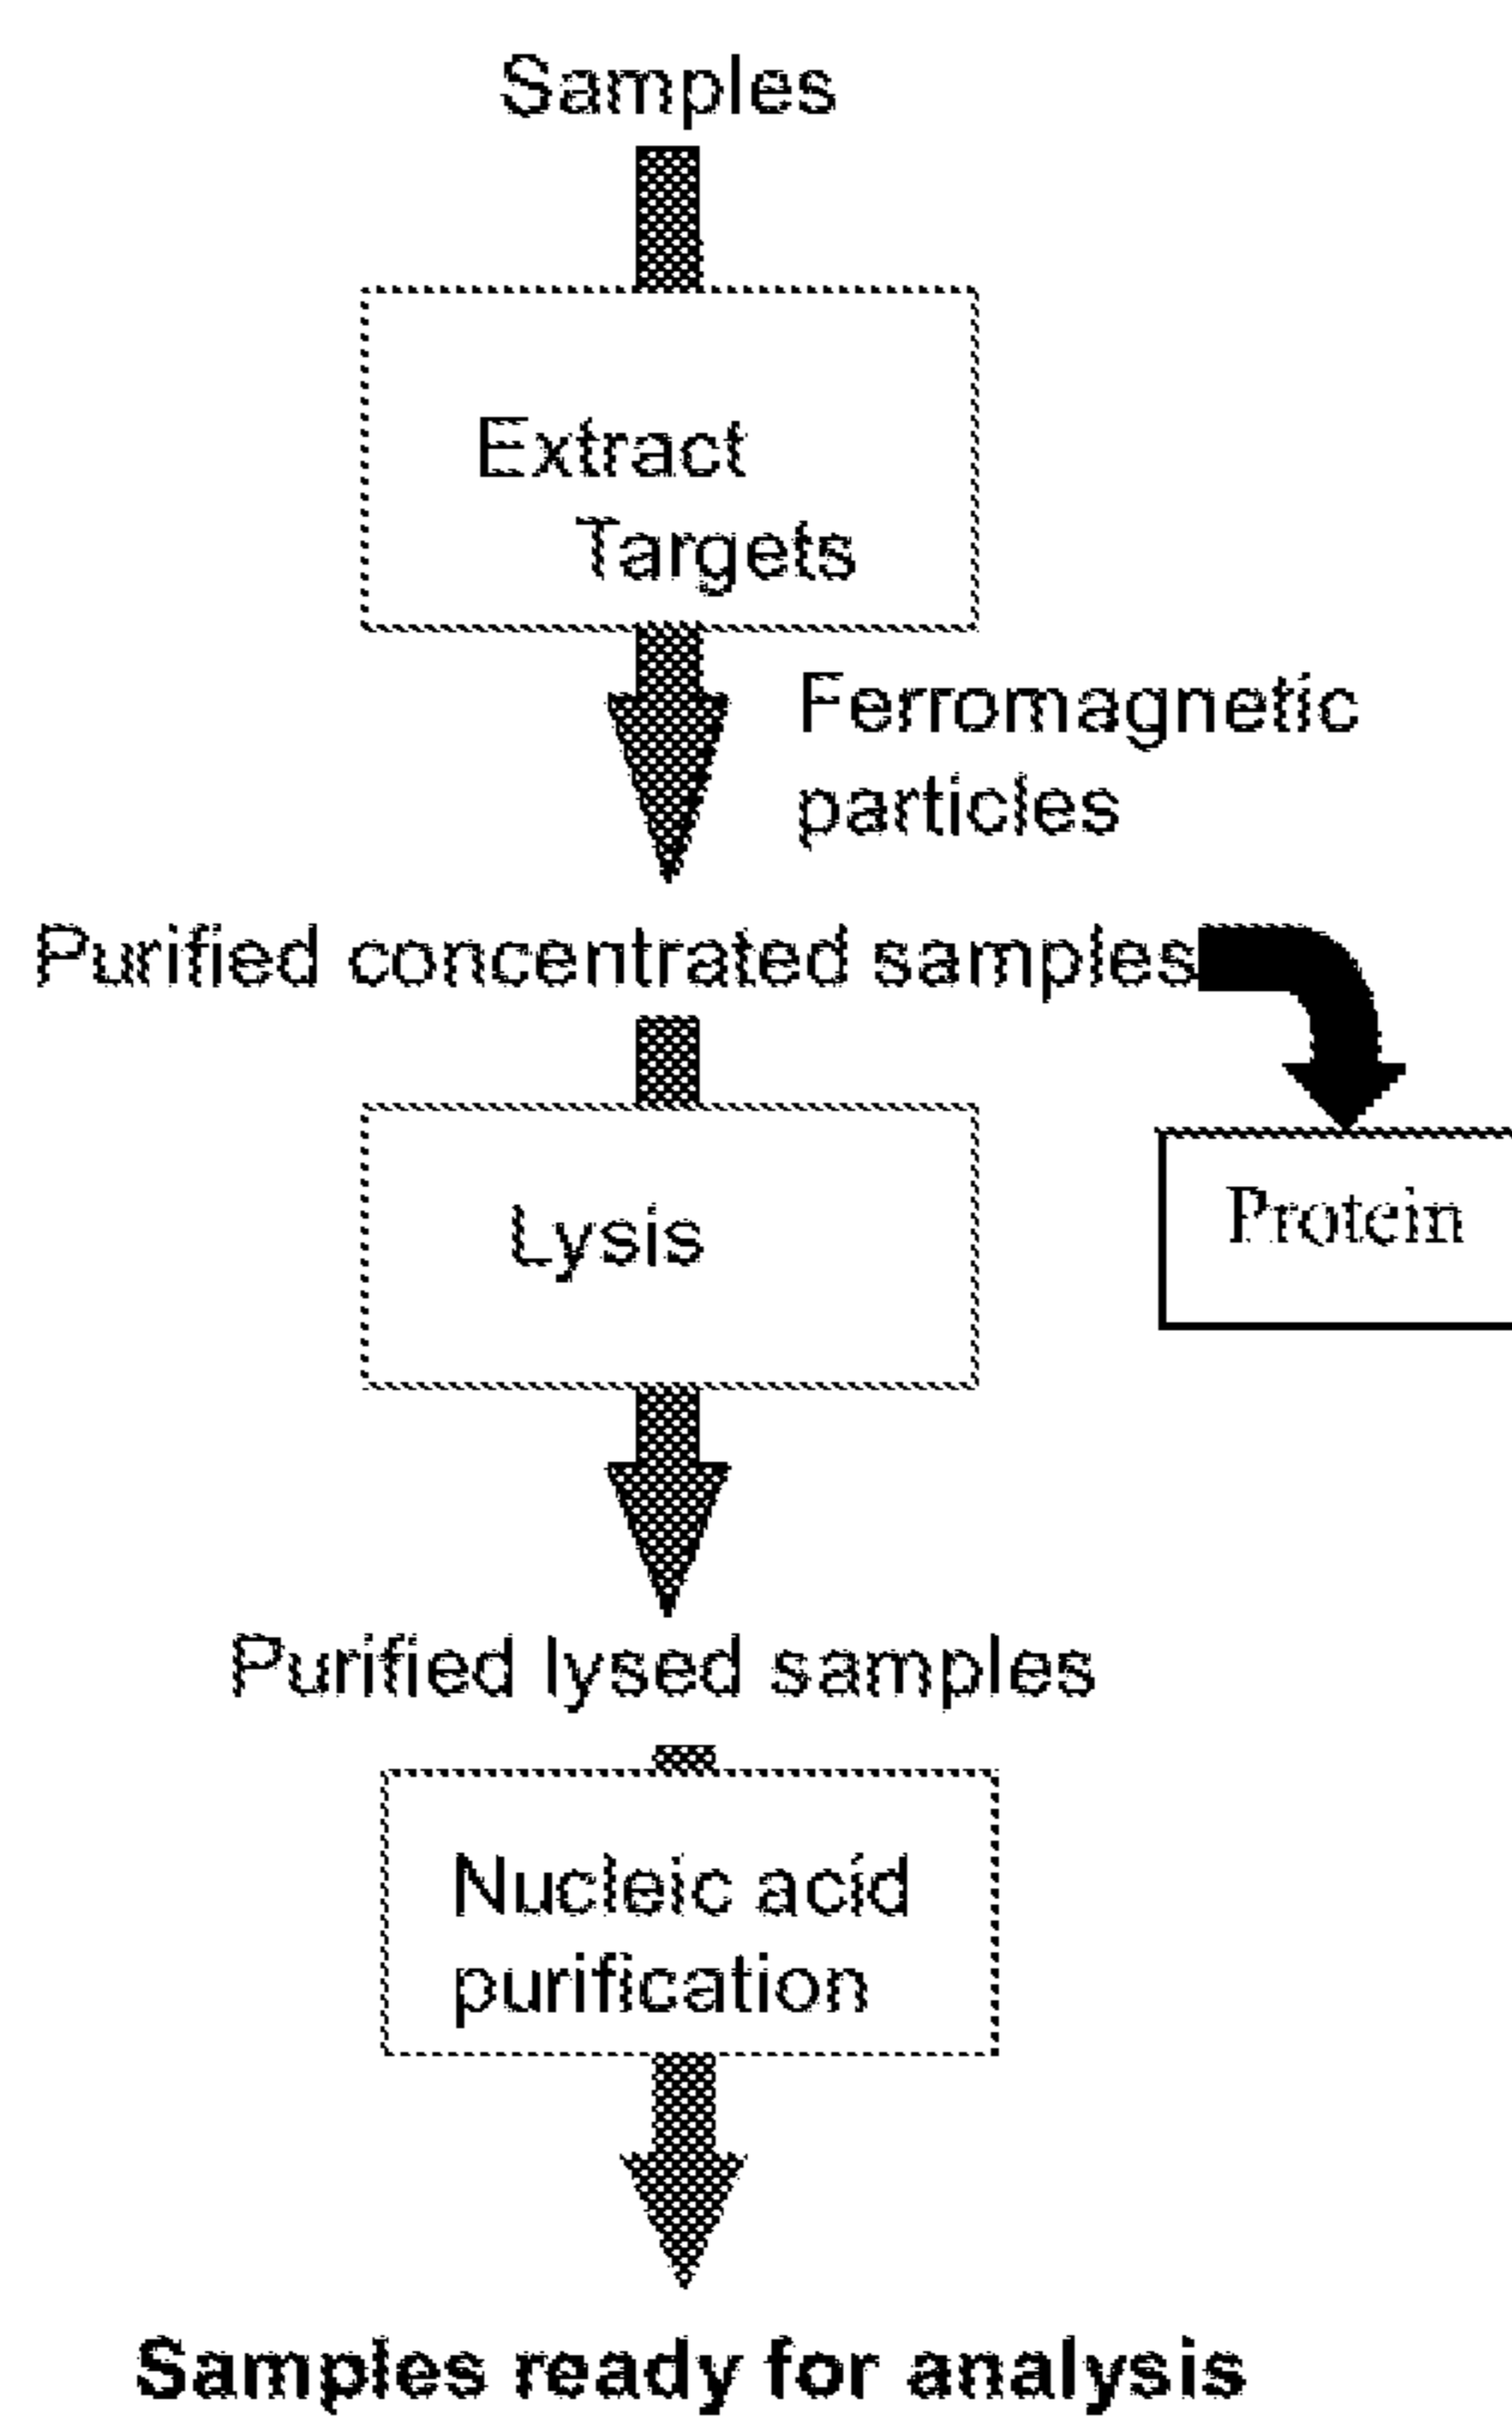 Samples
Extract
Targets
Ferromagnetic
particles
Purified concentrated samples
Lysis
Protein
Purified lysed samples
Nucleic acid
purification
Samples ready for analysis